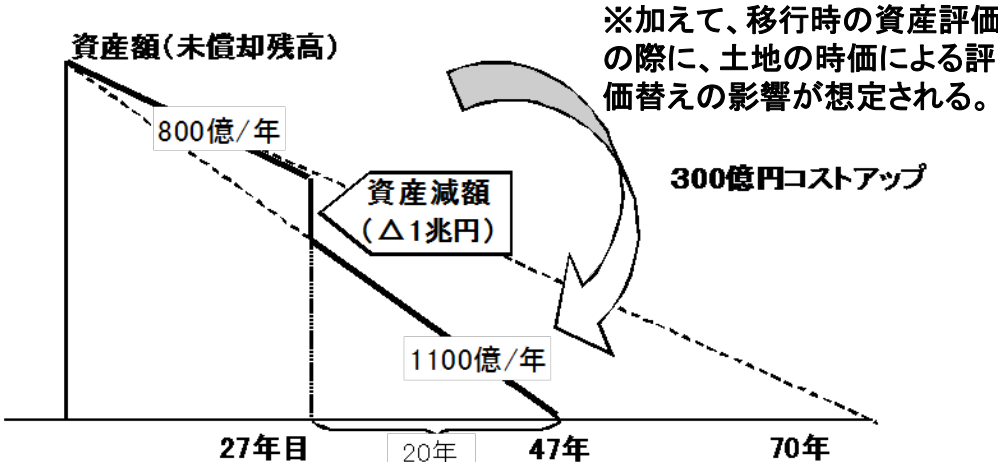 ※加えて、移行時の資産評価
の際に、土地の時価による評
価替えの影響が想定される。
資産額(未償却残高)
800億/年
300億円コストアップ
資産減額
(△1兆円)
1100億/年
27年目
20年
47年
70年